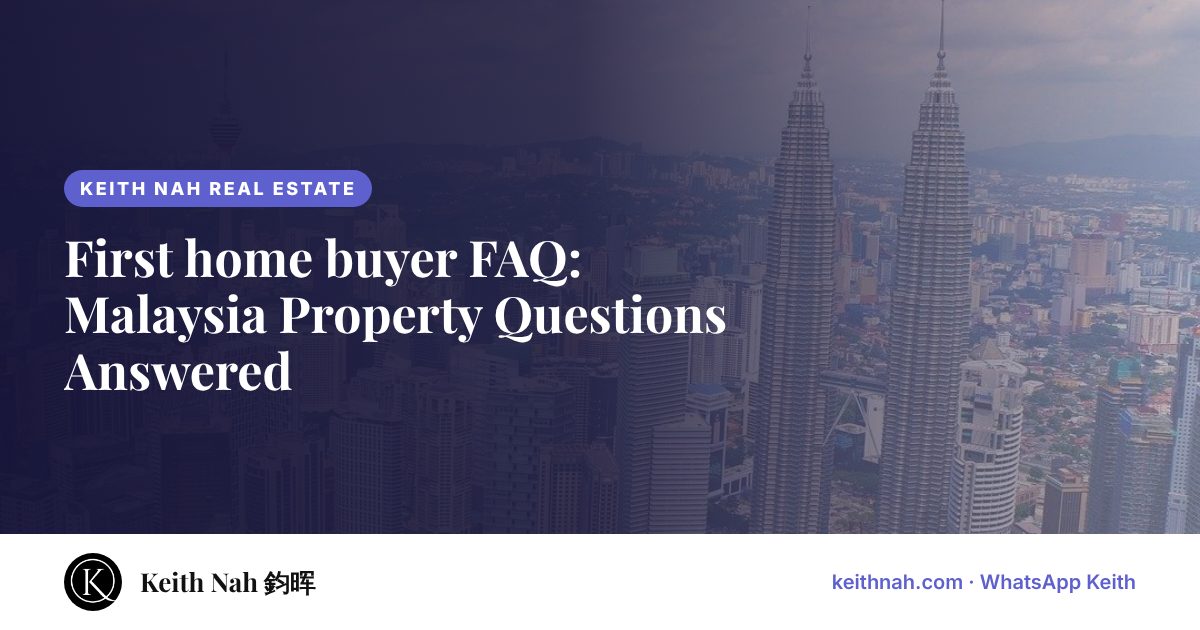 KEITH NAH REAL ESTATE
First home buyer FAQ:
Malaysia Property Questions
Answered
K
Keith Nah 鈞晖
keithnah.com · WhatsApp Keith